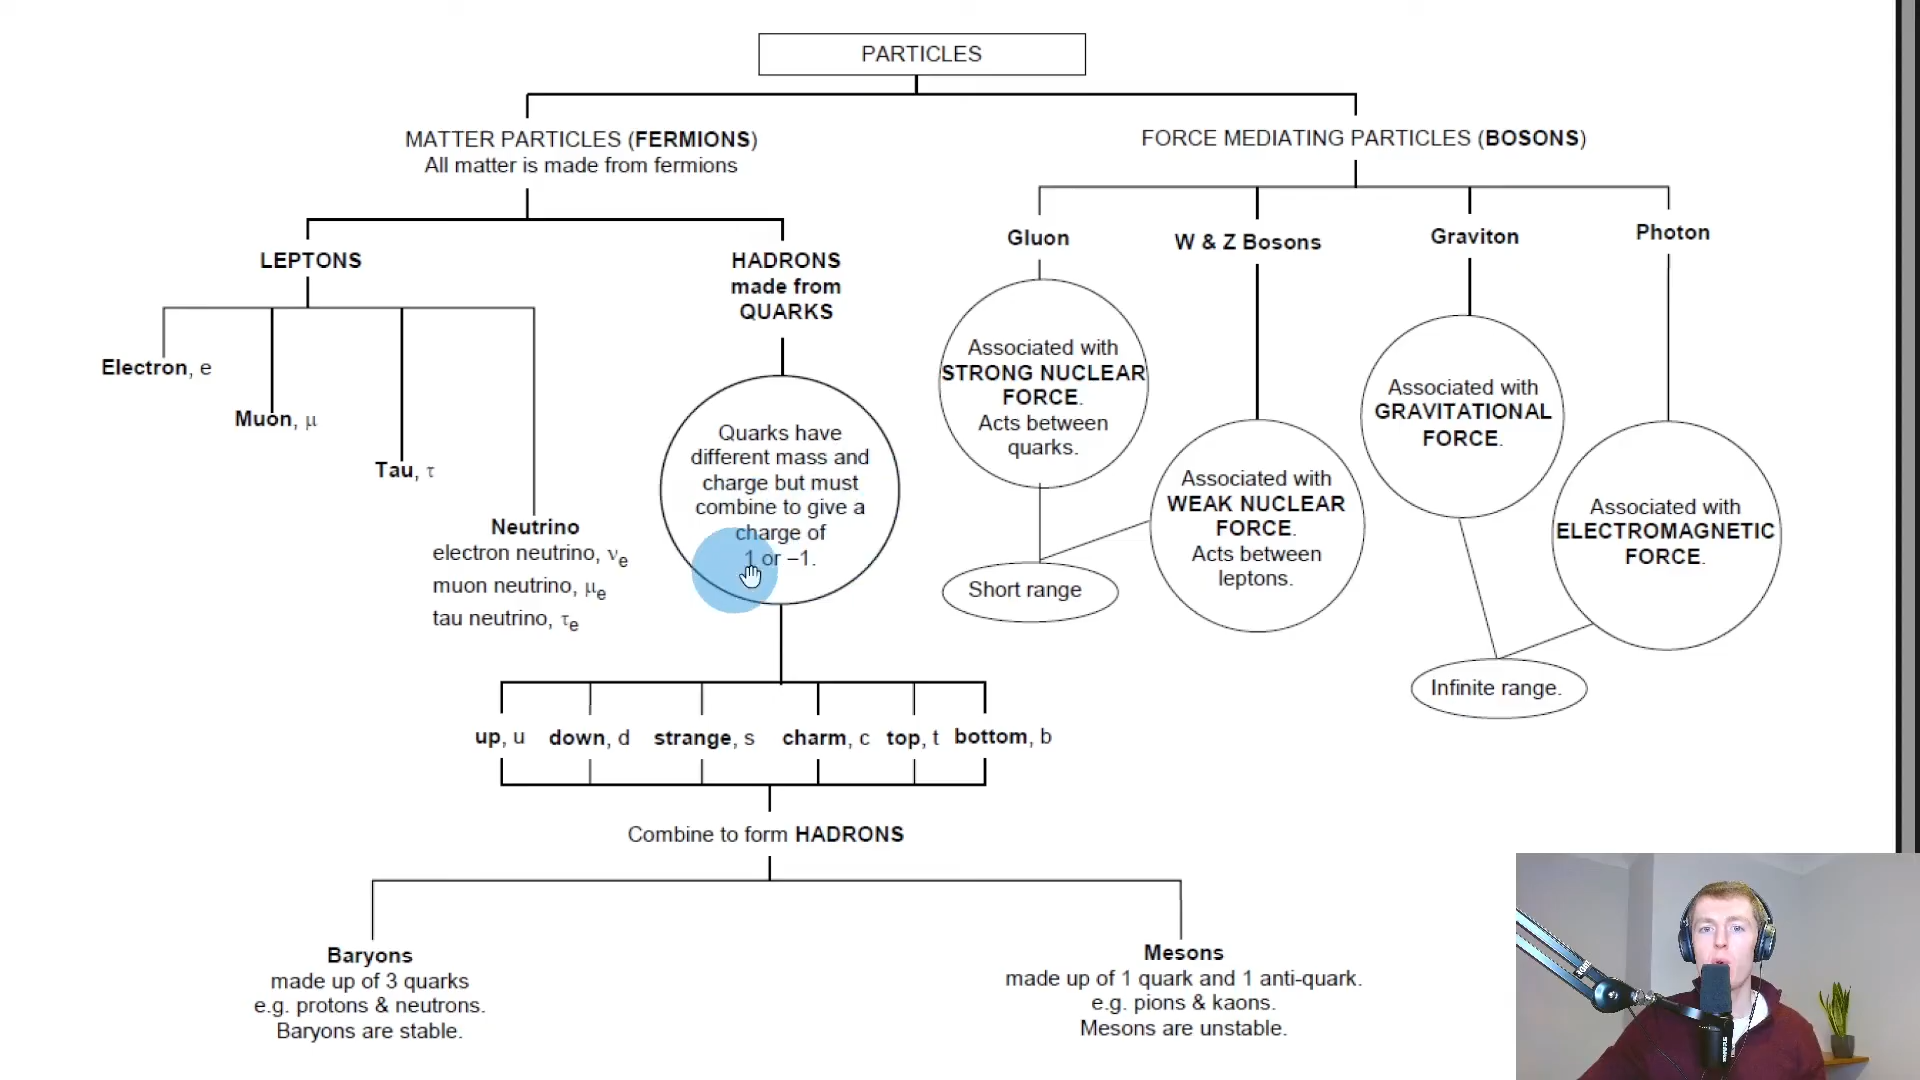 PARTICLES
MATTER PARTICLES (FERMIONS)
All matter is made from fermions
FORCE MEDIATING PARTICLES (BOSONS)
LEPTONS
HADRONS
made from
QUARKS
Gluon
W & Z Bosons
Graviton
Photon
Electron, e
Muon, μ
Tau, τ
Neutrino
electron neutrino, νe
muon neutrino, μe
tau neutrino, τe
Quarks have
different mass and
charge but must
combine to give a
charge of
1 or –1.
Associated with
STRONG NUCLEAR
FORCE.
Acts between
quarks.
Associated with
WEAK NUCLEAR
FORCE.
Acts between
leptons.
Associated with
GRAVITATIONAL
FORCE.
Associated with
ELECTROMAGNETIC
FORCE.
Short range
Infinite range.
up, u down, d strange, s charm, c top, t bottom, b
Combine to form HADRONS
Baryons
made up of 3 quarks
e.g. protons & neutrons.
Baryons are stable.
Mesons
made up of 1 quark and 1 anti-quark.
e.g. pions & kaons.
Mesons are unstable.